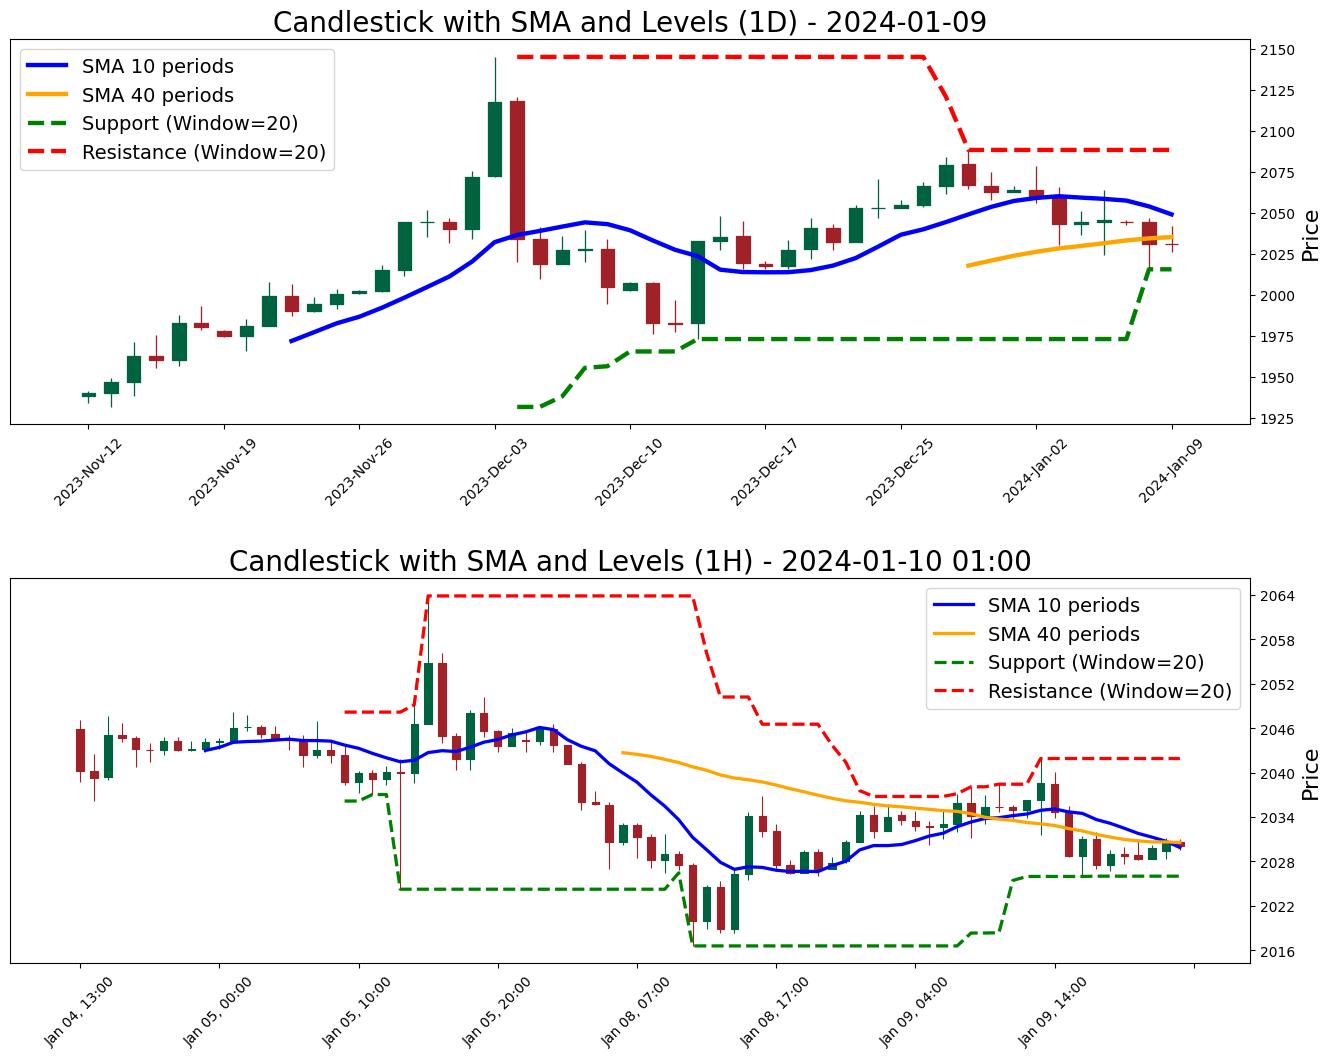 Candlestick with SMA and Levels (1D) - 2024-01-09
SMA 10 periods
SMA 40 periods
Support (Window=20)
Resistance (Window=20)
2150
2125
2100
2075
2050
2025
2000
1975
1950
1925
Price
2023-Nov-12
2023-Nov-19
2023-Nov-26
2023-Dec-03
2023-Dec-10
2023-Dec-17
2023-Dec-25
2024-Jan-02
2024-Jan-09
Candlestick with SMA and Levels (1H) - 2024-01-10 01:00
SMA 10 periods
SMA 40 periods
Support (Window=20)
Resistance (Window=20)
2064
2058
2052
2046
2040
2034
2028
2022
2016
Price
Jan 04, 13:00
Jan 05, 00:00
Jan 05, 10:00
Jan 05, 20:00
Jan 08, 07:00
Jan 08, 17:00
Jan 09, 04:00
Jan 09, 14:00